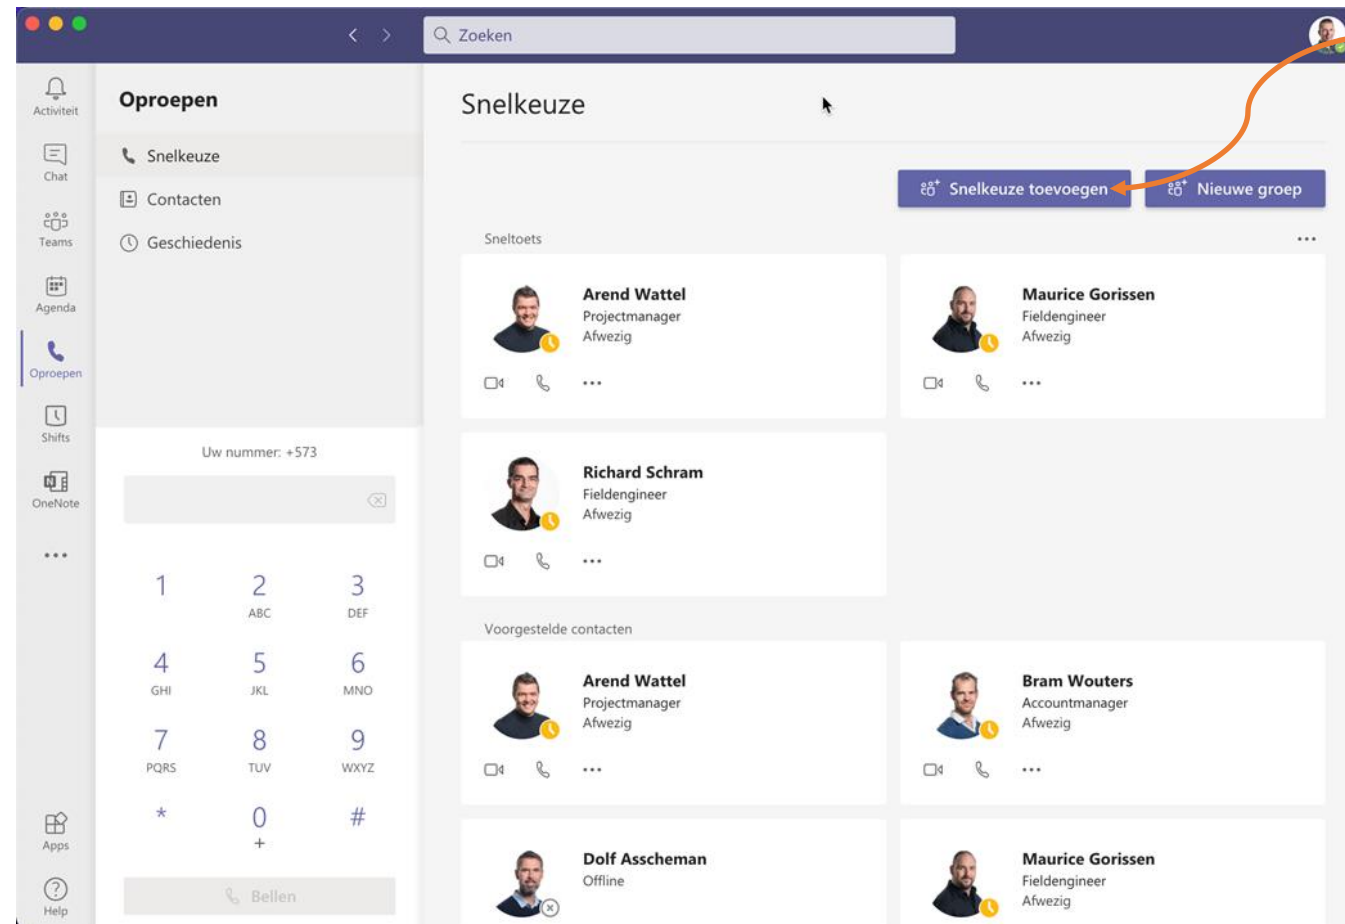 Zoeken
Activiteit
Chat
Teams
Agenda
Oproepen
Shifts
OneNote
Apps
Help
Oproepen
Snelkeuze
Contacten
Geschiedenis
Uw nummer: +573
1
2
3
ABC
DEF
4
5
6
GHI
JKL
MNO
7
8
9
PQRS
TUV
WXYZ
*
0
#
+
Bellen
Snelkeuze
Snelkeuze toevoegen
Nieuwe groep
Sneltoets
Arend Wattel
Projectmanager
Afwezig
Maurice Gorissen
Fieldengineer
Afwezig
Richard Schram
Fieldengineer
Afwezig
Voorgestelde contacten
Arend Wattel
Projectmanager
Afwezig
Bram Wouters
Accountmanager
Afwezig
Dolf Asscheman
Offline
Maurice Gorissen
Fieldengineer
Afwezig